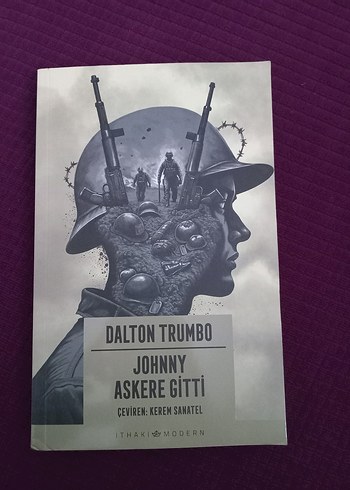 DALTON TRUMBO
JOHNNY
ASKERE GİTTİ
ÇEVİREN: KEREM SANATEL
İTHAKİ MODERN